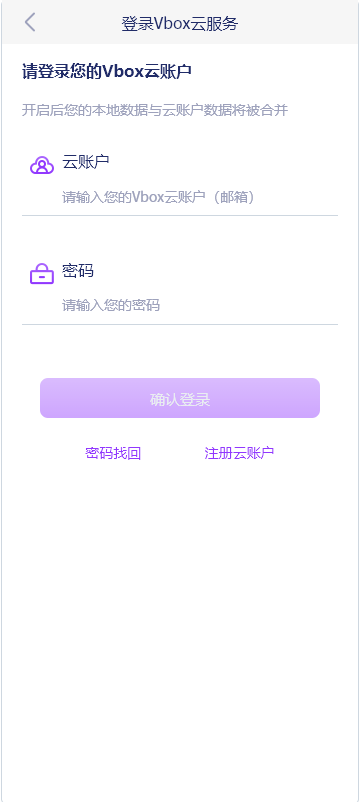 登录Vbox云服务
请登录您的Vbox云账户
开启后您的本地数据与云账户数据将被合并
云账户
请输入您的Vbox云账户（邮箱）
密码
请输入您的密码
确认登录
密码找回
注册云账户